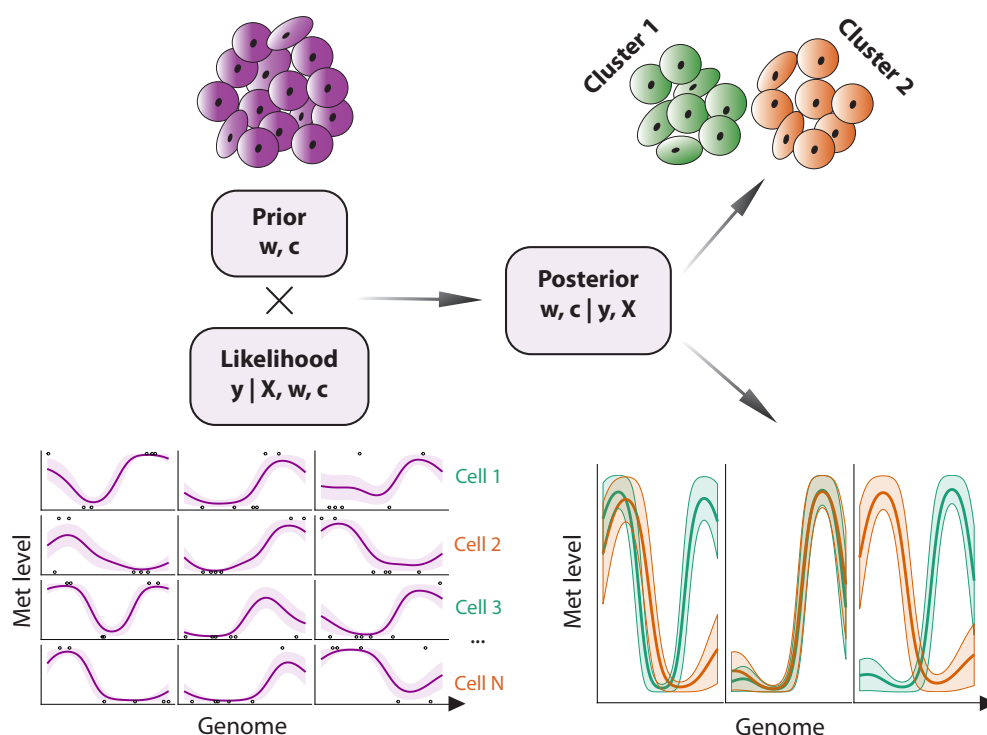 Cluster 1
Cluster 2
Prior
w, c
Likelihood
y | X, w, c
Posterior
w, c | y, X
Met level
Cell 1
Cell 2
Cell 3
...
Cell N
Genome
Met level
Genome